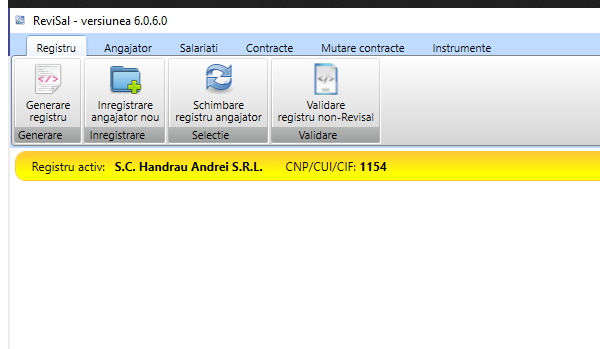 ReviSal - versiunea 6.0.6.0
Registru Angajator Salariati Contracte Mutare contracte Instrumente
Generare registru
Inregistrare angajator nou
Schimbare registru angajator
Validare registru non-Revisal
Generare Inregistrare Selectie Validare
Registru activ: S.C. Handrau Andrei S.R.L. CNP/CUI/CIF: 1154